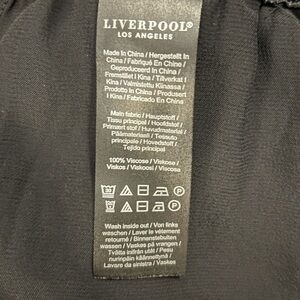 LIVERPOOL
LOS ANGELES
Made In China / Hergestellt In
China / Fabriqué En Chine /
Geproduceerd In China /
Fremstillet I Kina / Tillverkat I
Kina / Valmistettu Kiinassa /
Prodotto In China / Produsert
I Kina / Fabricado En China
Main fabric / Hauptstoff /
Tissu principal / Hoofdstof /
Primært stof / Huvudmaterial /
Päämateriaali / Tessuto
principale / Hovedstoff /
Tejido principal
100% Viscose / Viskose /
Viscosa / Viskoosi
P
P
Wash inside out / Von links
waschen / Laver le vêtement
retourné / Binnenstebuiten
wassen / Vaskes på vrangen /
Tvätta avigsidan ut / Pesu
nurinpäin käännettynä /
Lavare da sinistra / Vaskes